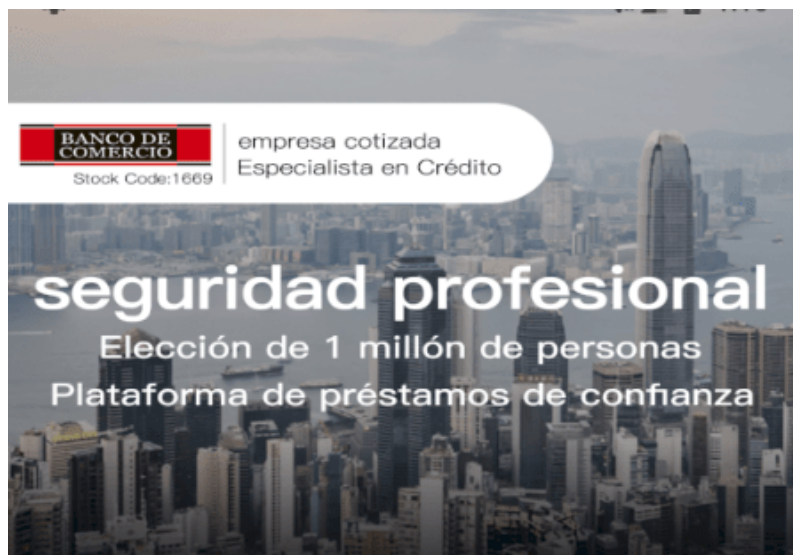 BANCO DE
COMERCIO
Stock Code:1669
empresa cotizada
Especialista en Crédito
seguridad profesional
Elección de 1 millón de personas
Plataforma de préstamos de confianza